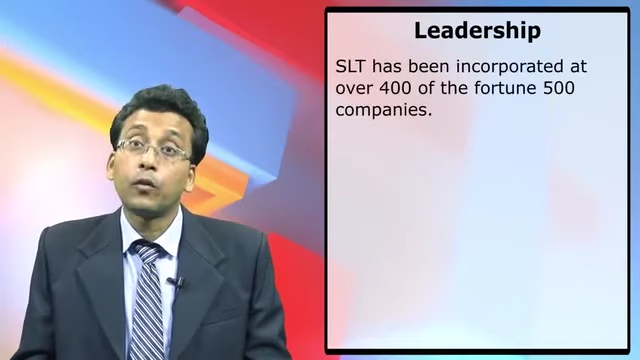 Leadership
SLT has been incorporated at
over 400 of the fortune 500
companies.